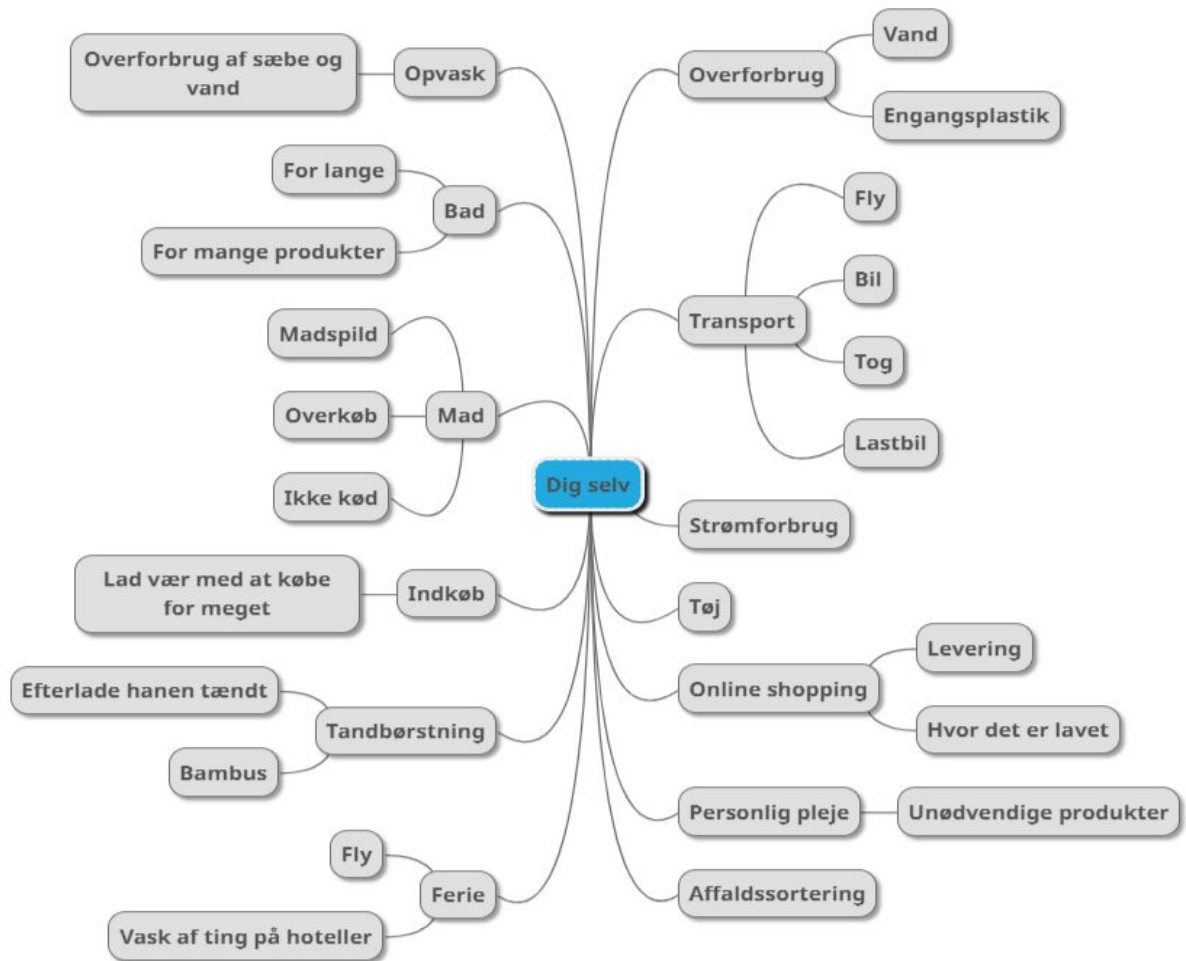 Overforbrug af sæbe og
vand
Opvask
For lange
Bad
For mange produkter
Madspild
Overkøb
Mad
Ikke kød
Lad vær med at købe
for meget
Indkøb
Efterlade hanen tændt
Tandbørstning
Bambus
Fly
Ferie
Vask af ting på hoteller
Dig selv
Overforbrug
Vand
Engangsplastik
Transport
Fly
Bil
Tog
Lastbil
Strømforbrug
Tøj
Online shopping
Levering
Hvor det er lavet
Personlig pleje
Unødvendige produkter
Affaldssortering